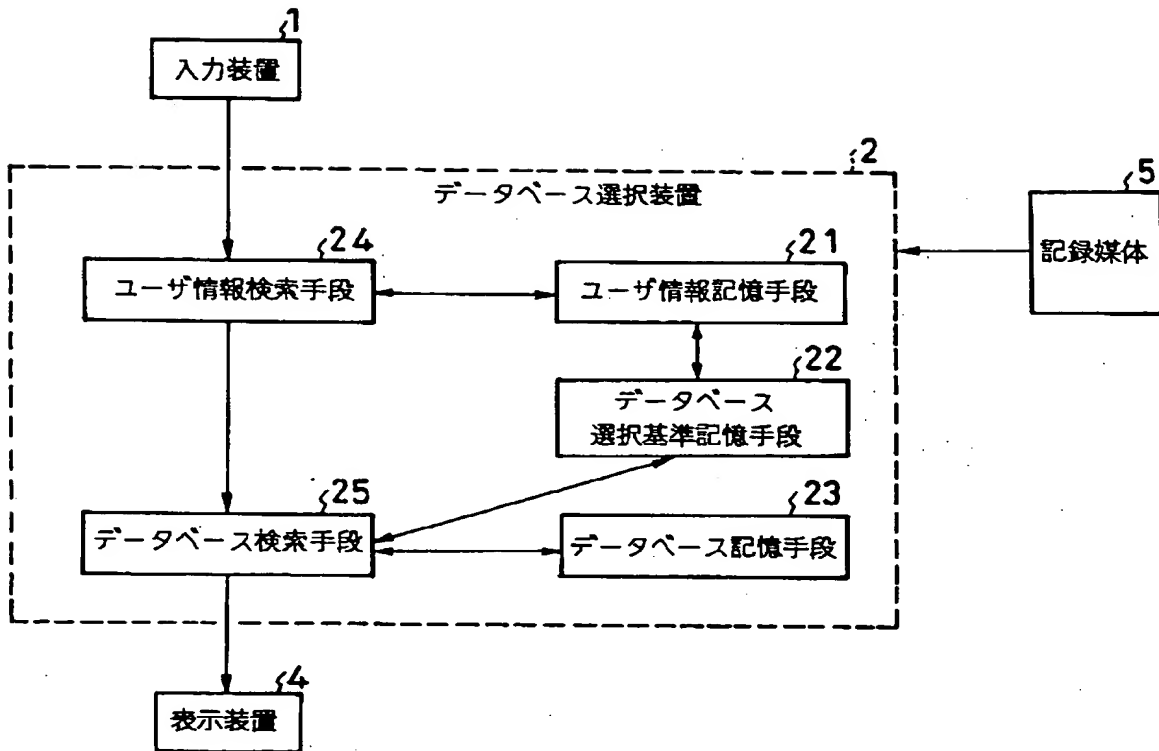 1
入力装置
2
データベース選択装置
5
記録媒体
24
ユーザ情報検索手段
21
ユーザ情報記憶手段
22
データベース
選択基準記憶手段
25
データベース検索手段
23
データベース記憶手段
4
表示装置